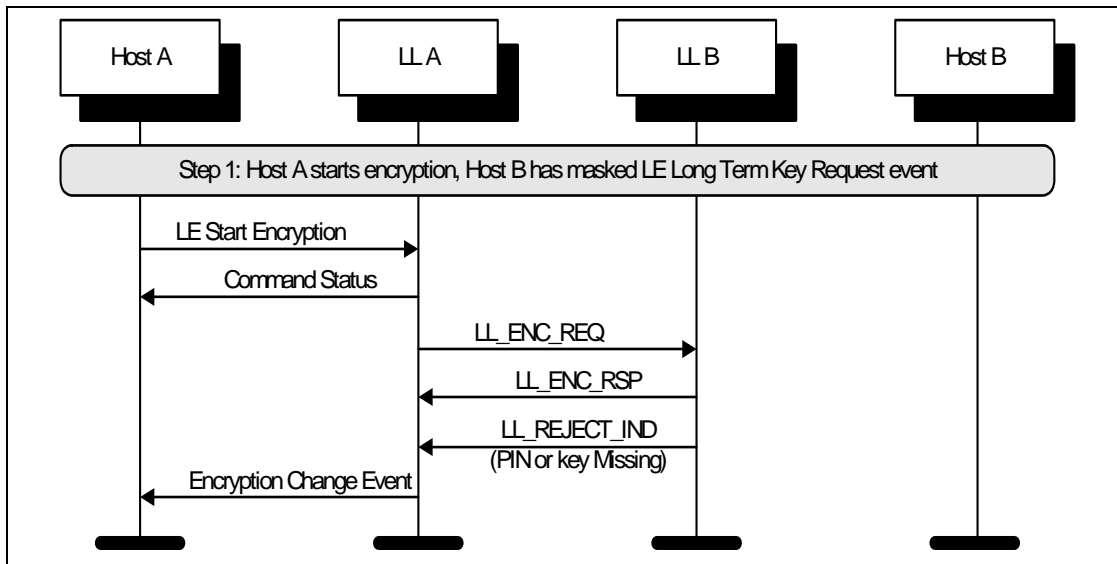 Host A
LL A
LL B
Host B
Step 1: Host A starts encryption, Host B has masked LE Long Term Key Request event
LE Start Encryption
Command Status
LL_ENC_REQ
LL_ENC_RSP
LL_REJECT_IND
(PIN or key Missing)
Encryption Change Event